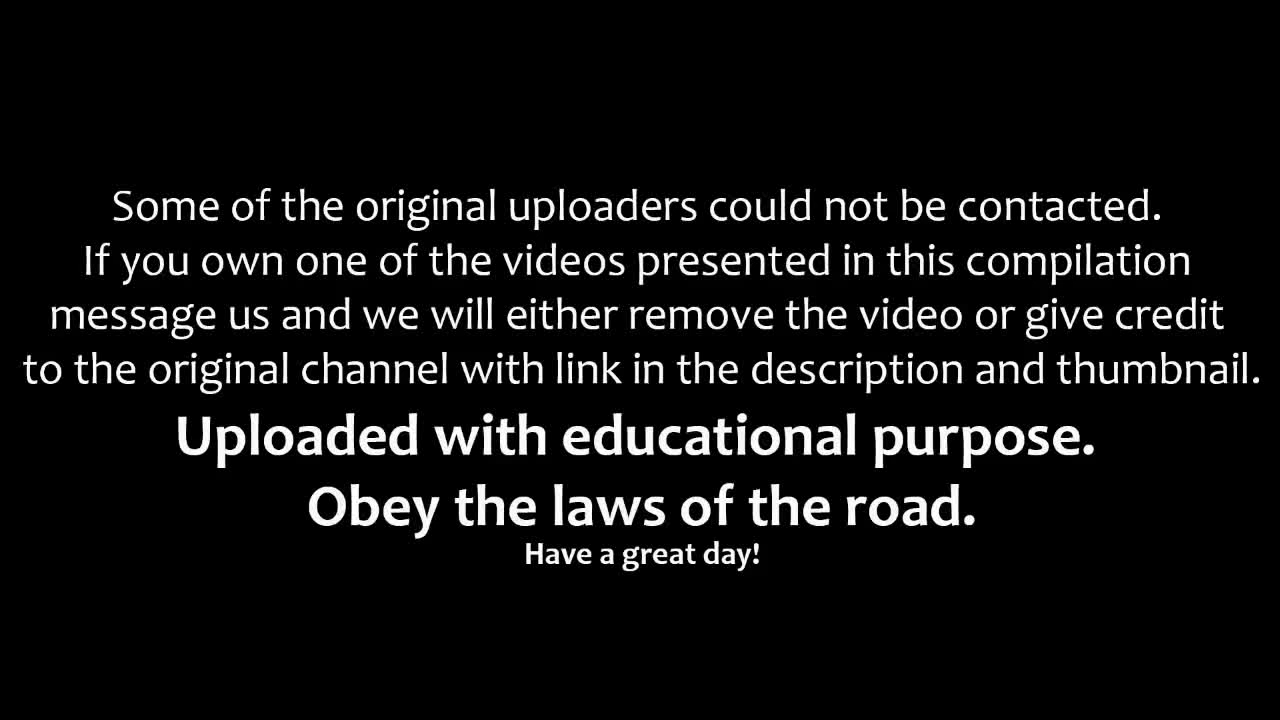 Some of the original uploaders could not be contacted.
If you own one of the videos presented in this compilation
message us and we will either remove the video or give credit
to the original channel with link in the description and thumbnail.
Uploaded with educational purpose.
Obey the laws of the road.
Have a great day!